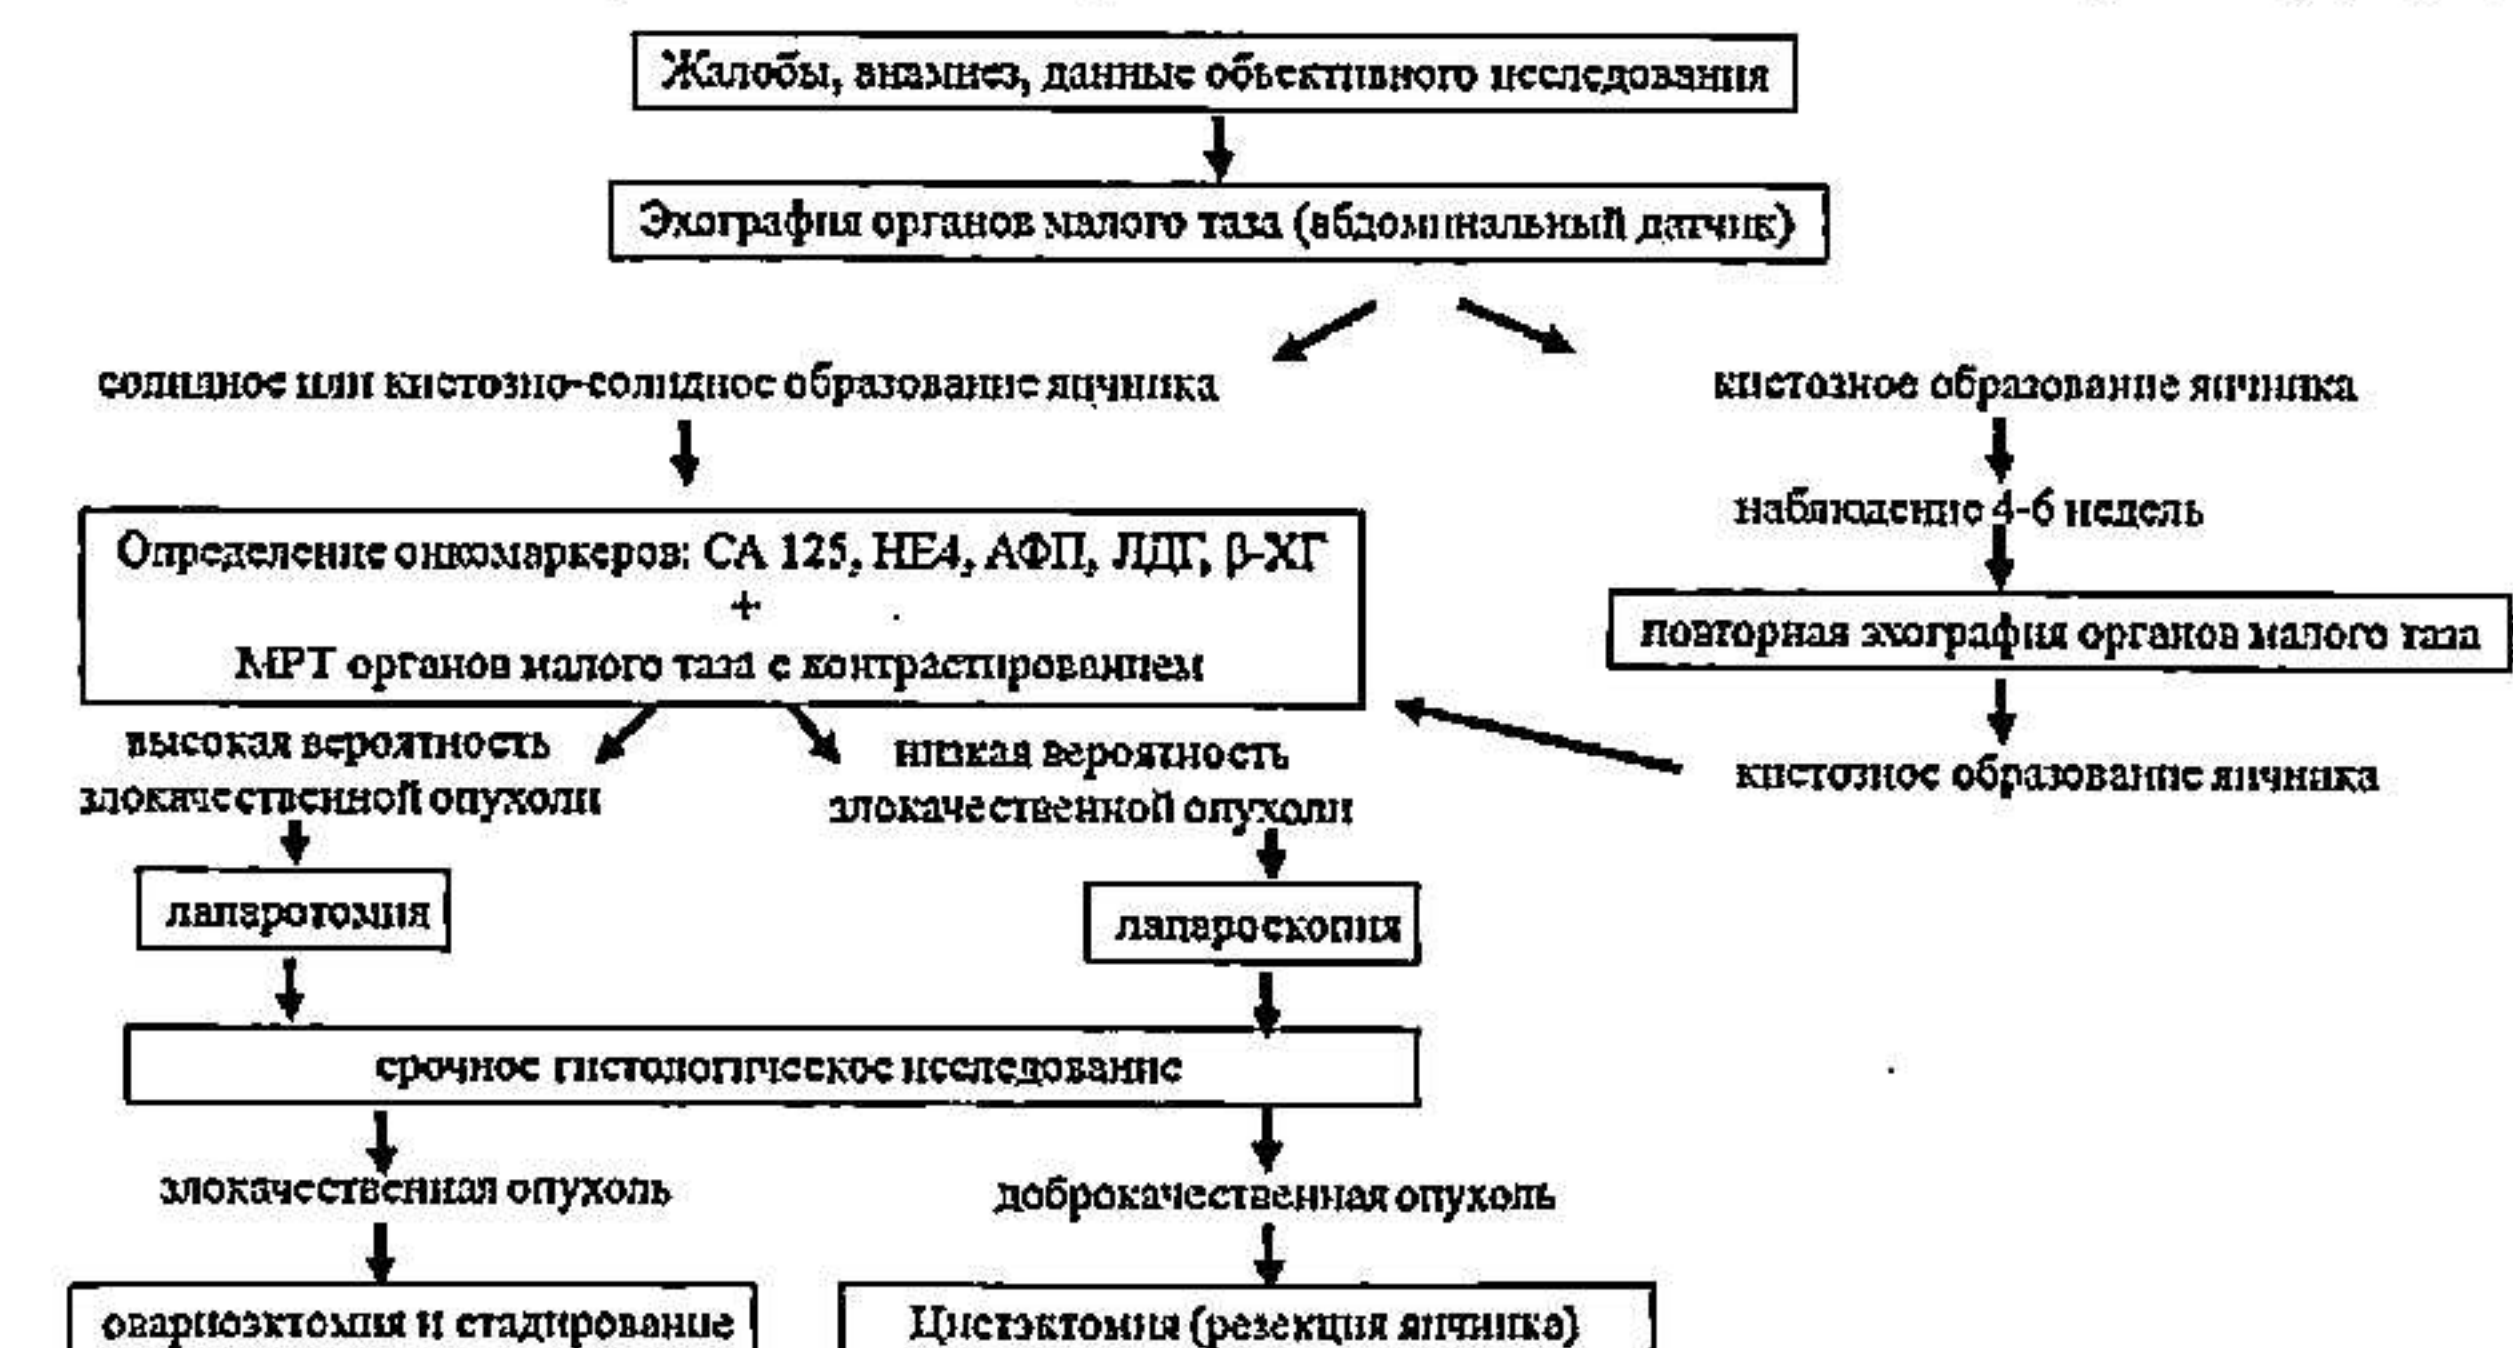 Жалобы, анамнез, данные объективного исследования
Эхография органов малого таза (абдоминальный датчик)
солидное или кистозно-солидное образование яичника
кистозное образование яичника
наблюдение 4-6 недель
Определение онкомаркеров: СА 125, НЕ4, АФП, ЛДГ, β-ХГ
+
МРТ органов малого таза с контрастированием
повторная эхография органов малого таза
высокая вероятность
злокачественной опухоли
низкая вероятность
злокачественной опухоли
кистозное образование яичника
лапаротомия
лапароскопия
срочное гистологическое исследование
злокачественная опухоль
доброкачественная опухоль
овариоэктомия и стадирование
Цистэктомия (резекция яичника)